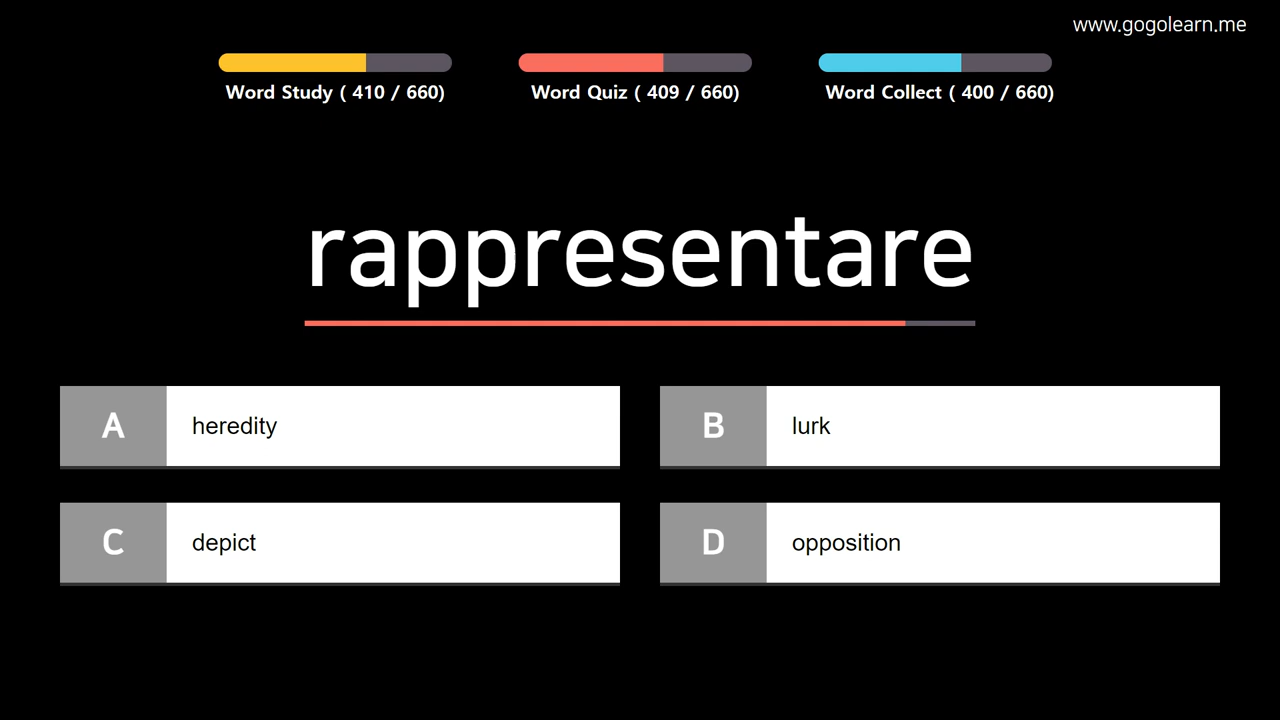 www.gogolearn.me
Word Study ( 410 / 660)
Word Quiz ( 409 / 660)
Word Collect ( 400 / 660)
rappresentare
A heredity
B lurk
C depict
D opposition